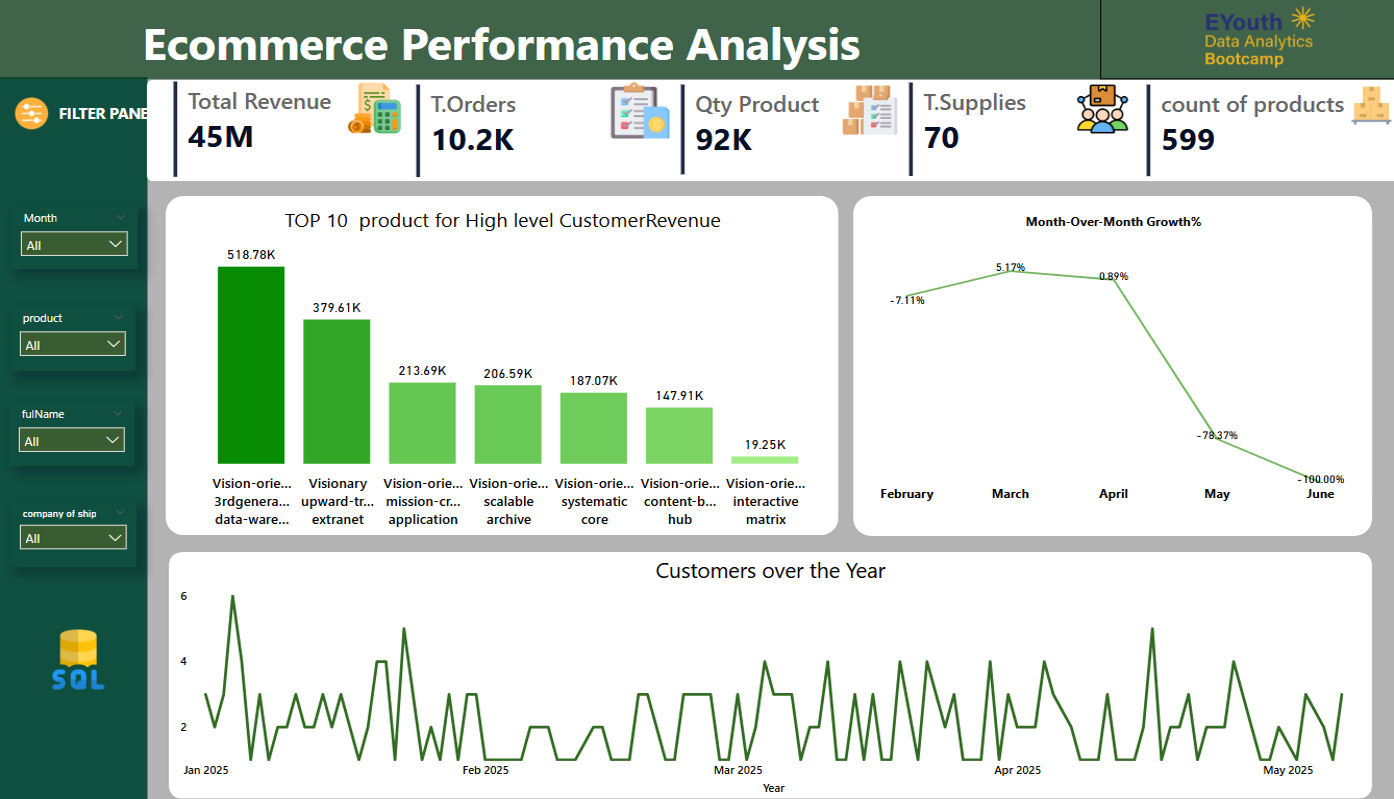 Ecommerce Performance Analysis
EYouth
Data Analytics
Bootcamp
FILTER PANE
Total Revenue
45M
T.Orders
10.2K
Qty Product
92K
T.Supplies
70
count of products
599
Month
All
product
All
fulName
All
company of ship
All
SQL
TOP 10 product for High level CustomerRevenue
518.78K
379.61K
213.69K
206.59K
187.07K
147.91K
19.25K
Vision-orie...
3rdgenera...
data-ware...
Visionary
upward-tr...
extranet
Vision-orie...
mission-cr...
application
Vision-orie...
scalable
archive
Vision-orie...
systematic
core
Vision-orie...
content-b...
hub
Vision-orie...
interactive
matrix
Month-Over-Month Growth%
-7.11%
5.17%
0.89%
-78.37%
-100.00%
February
March
April
May
June
Customers over the Year
6
4
2
Jan 2025
Feb 2025
Mar 2025
Apr 2025
May 2025
Year